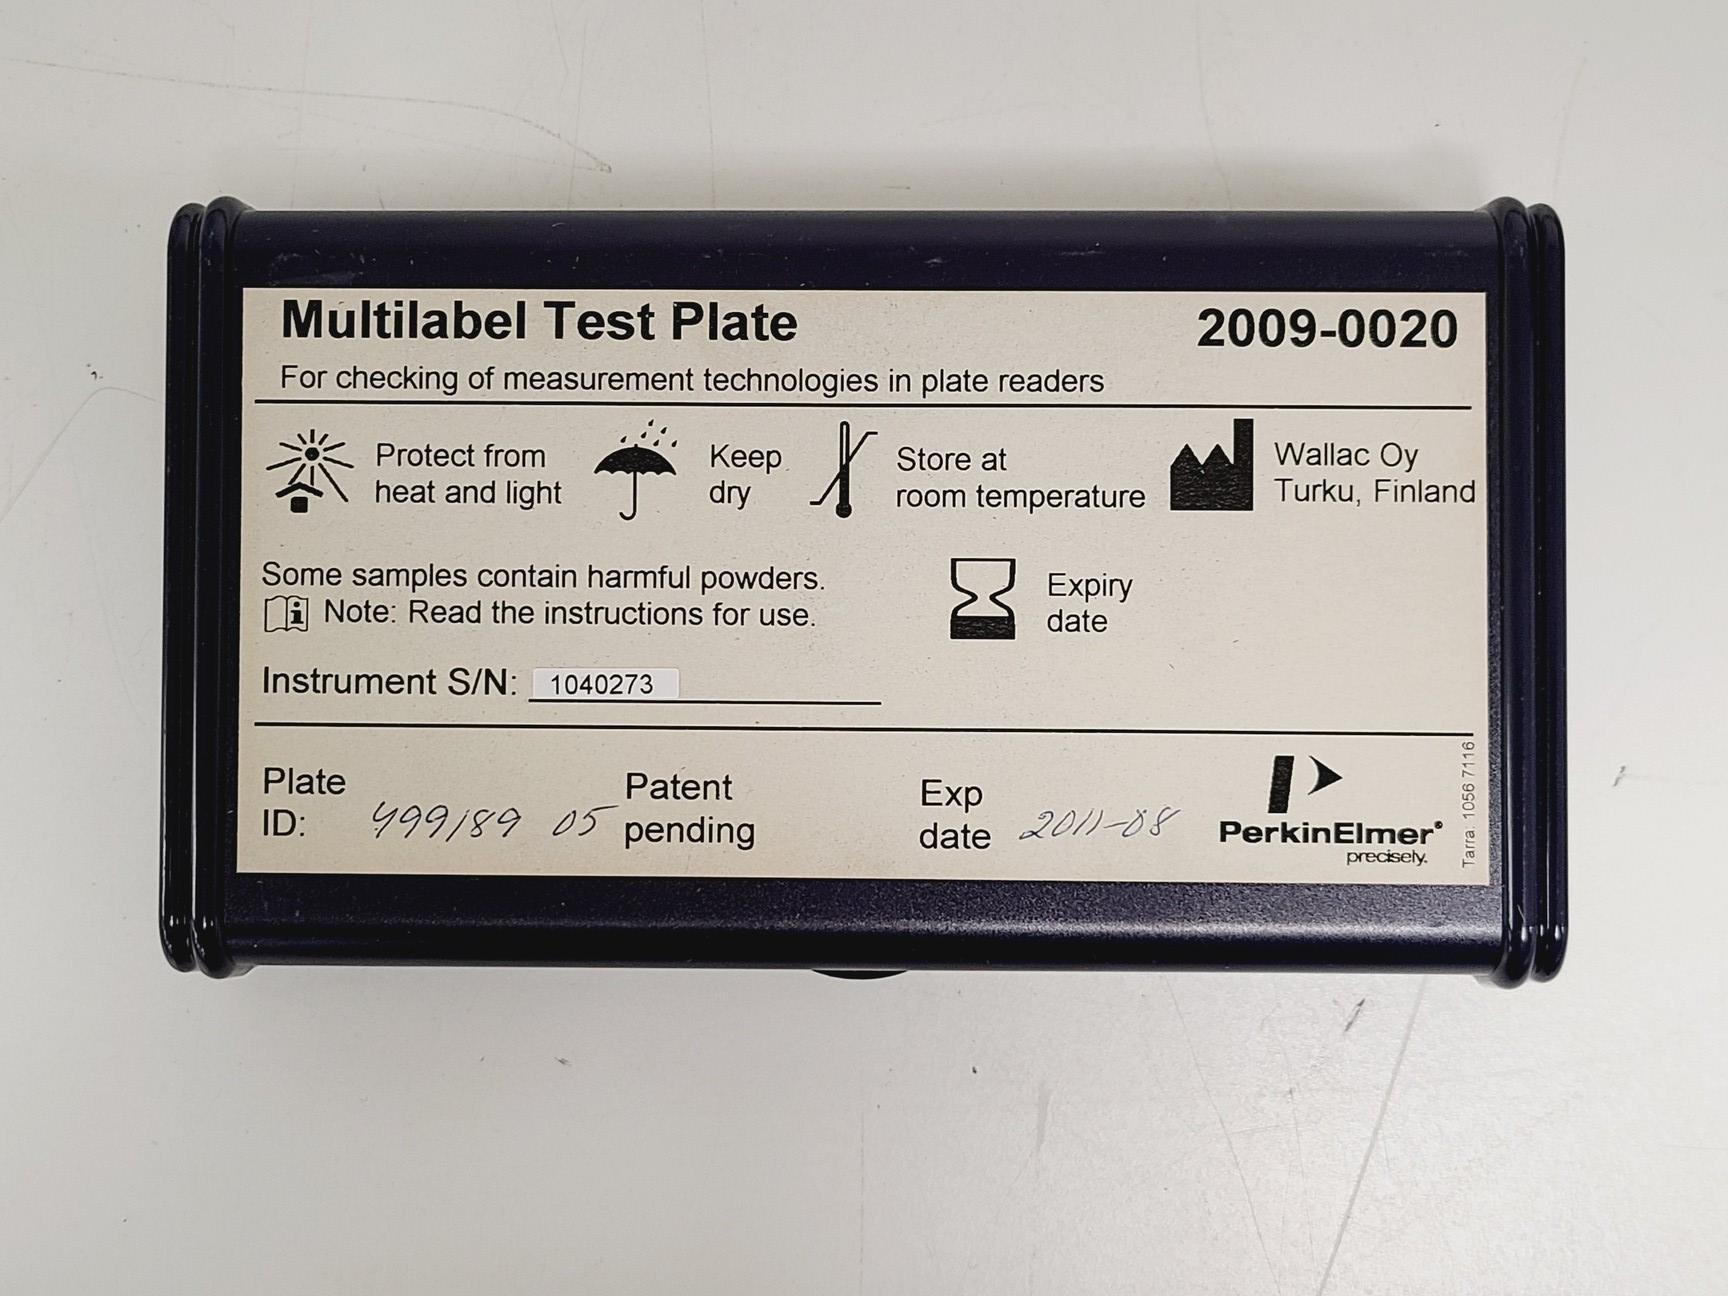 Multilabel Test Plate 2009-0020
For checking of measurement technologies in plate readers
Protect from
heat and light
Keep
dry
Store at
room temperature
Wallac Oy
Turku, Finland
Some samples contain harmful powders.
Note: Read the instructions for use.
Expiry
date
Instrument S/N: 1040273
Plate
ID: 499189 05
Patent
pending
Exp
date 2011-08
PerkinElmer®
precisely.
Tarra: 1056 7116